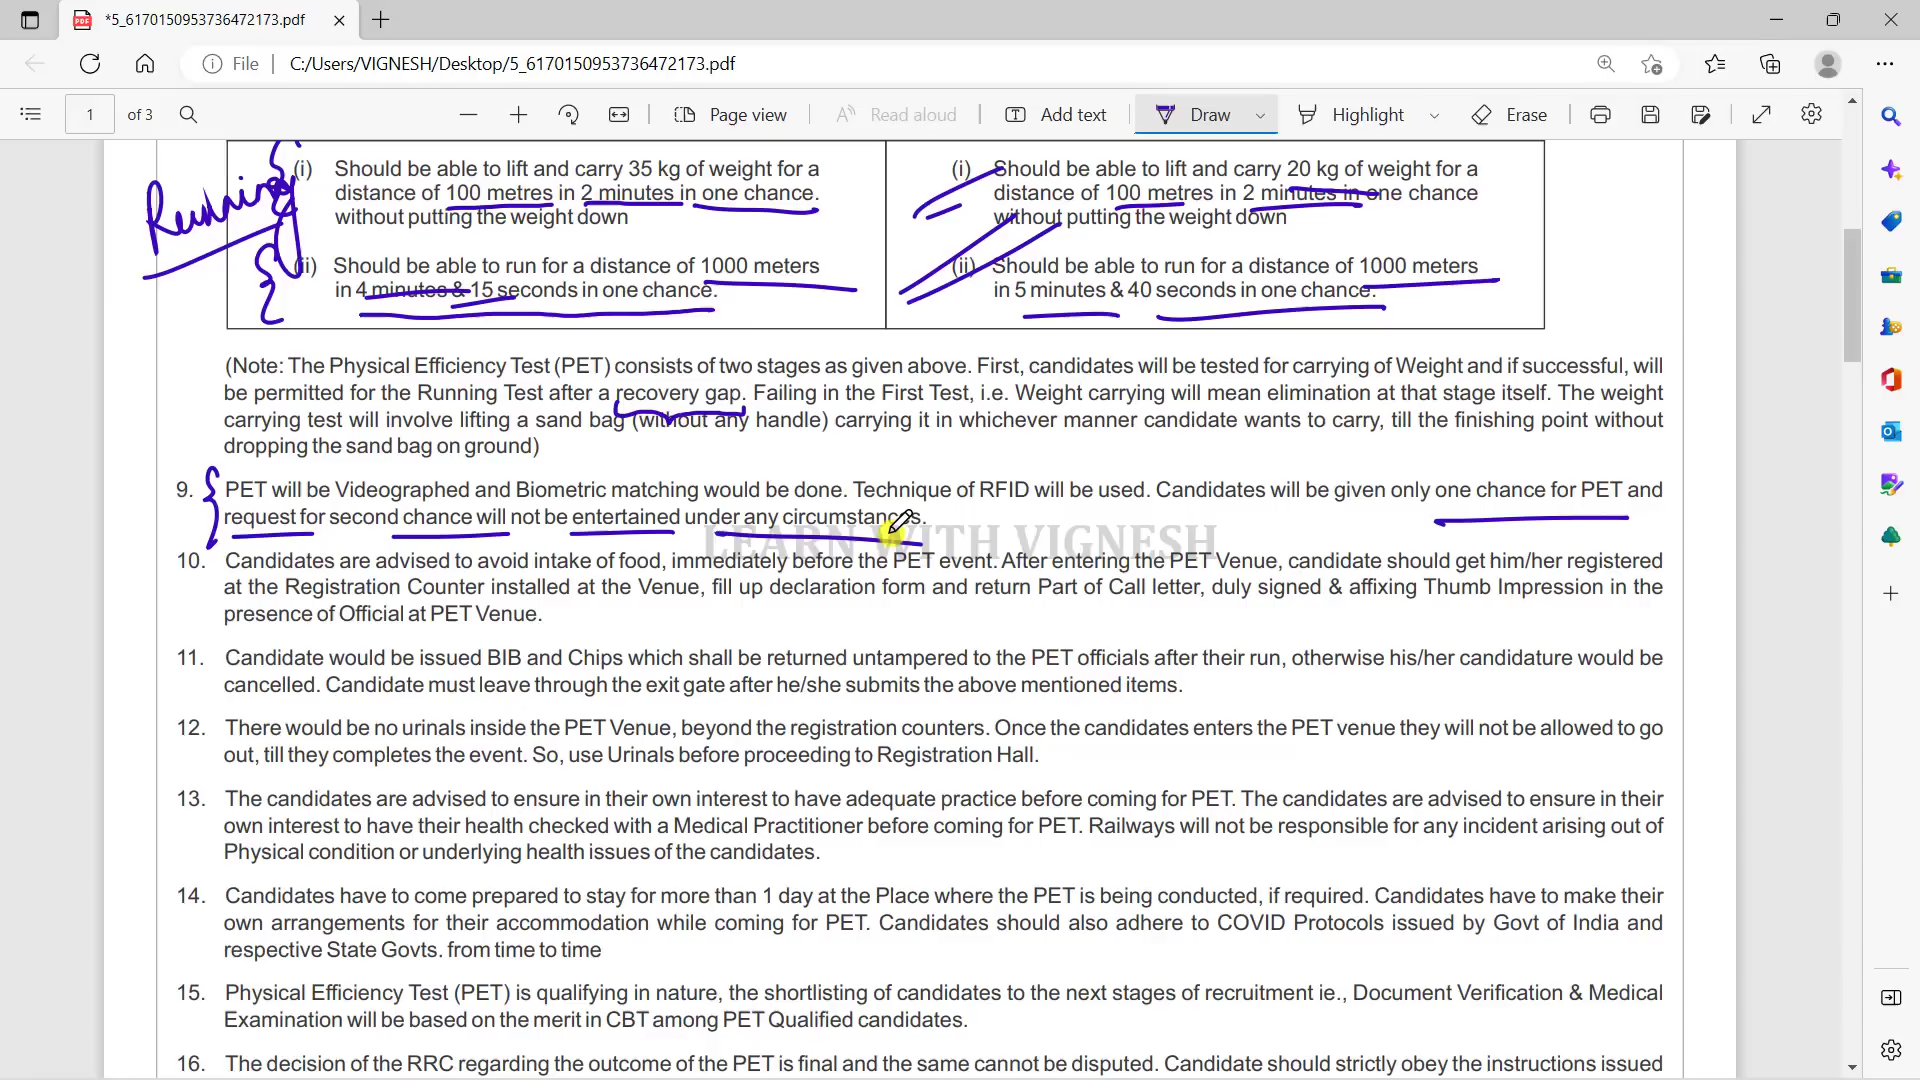 *5_6170150953736472173.pdf
File
C:/Users/VIGNESH/Desktop/5_6170150953736472173.pdf
1 of 3
Page view
Read aloud
Add text
Draw
Highlight
Erase
Running
(i) Should be able to lift and carry 35 kg of weight for a
distance of 100 metres in 2 minutes in one chance.
without putting the weight down
(ii) Should be able to run for a distance of 1000 meters
in 4 minutes & 15 seconds in one chance.
(i) Should be able to lift and carry 20 kg of weight for a
distance of 100 metres in 2 minutes in one chance
without putting the weight down
(ii) Should be able to run for a distance of 1000 meters
in 5 minutes & 40 seconds in one chance.
(Note: The Physical Efficiency Test (PET) consists of two stages as given above. First, candidates will be tested for carrying of Weight and if successful, will
be permitted for the Running Test after a recovery gap. Failing in the First Test, i.e. Weight carrying will mean elimination at that stage itself. The weight
carrying test will involve lifting a sand bag (without any handle) carrying it in whichever manner candidate wants to carry, till the finishing point without
dropping the sand bag on ground)
9. PET will be Videographed and Biometric matching would be done. Technique of RFID will be used. Candidates will be given only one chance for PET and
request for second chance will not be entertained under any circumstances.
LEARN WITH VIGNESH
10. Candidates are advised to avoid intake of food, immediately before the PET event. After entering the PET Venue, candidate should get him/her registered
at the Registration Counter installed at the Venue, fill up declaration form and return Part of Call letter, duly signed & affixing Thumb Impression in the
presence of Official at PET Venue.
11. Candidate would be issued BIB and Chips which shall be returned untampered to the PET officials after their run, otherwise his/her candidature would be
cancelled. Candidate must leave through the exit gate after he/she submits the above mentioned items.
12. There would be no urinals inside the PET Venue, beyond the registration counters. Once the candidates enters the PET venue they will not be allowed to go
out, till they completes the event. So, use Urinals before proceeding to Registration Hall.
13. The candidates are advised to ensure in their own interest to have adequate practice before coming for PET. The candidates are advised to ensure in their
own interest to have their health checked with a Medical Practitioner before coming for PET. Railways will not be responsible for any incident arising out of
Physical condition or underlying health issues of the candidates.
14. Candidates have to come prepared to stay for more than 1 day at the Place where the PET is being conducted, if required. Candidates have to make their
own arrangements for their accommodation while coming for PET. Candidates should also adhere to COVID Protocols issued by Govt of India and
respective State Govts. from time to time
15. Physical Efficiency Test (PET) is qualifying in nature, the shortlisting of candidates to the next stages of recruitment ie., Document Verification & Medical
Examination will be based on the merit in CBT among PET Qualified candidates.
16. The decision of the RRC regarding the outcome of the PET is final and the same cannot be disputed. Candidate should strictly obey the instructions issued